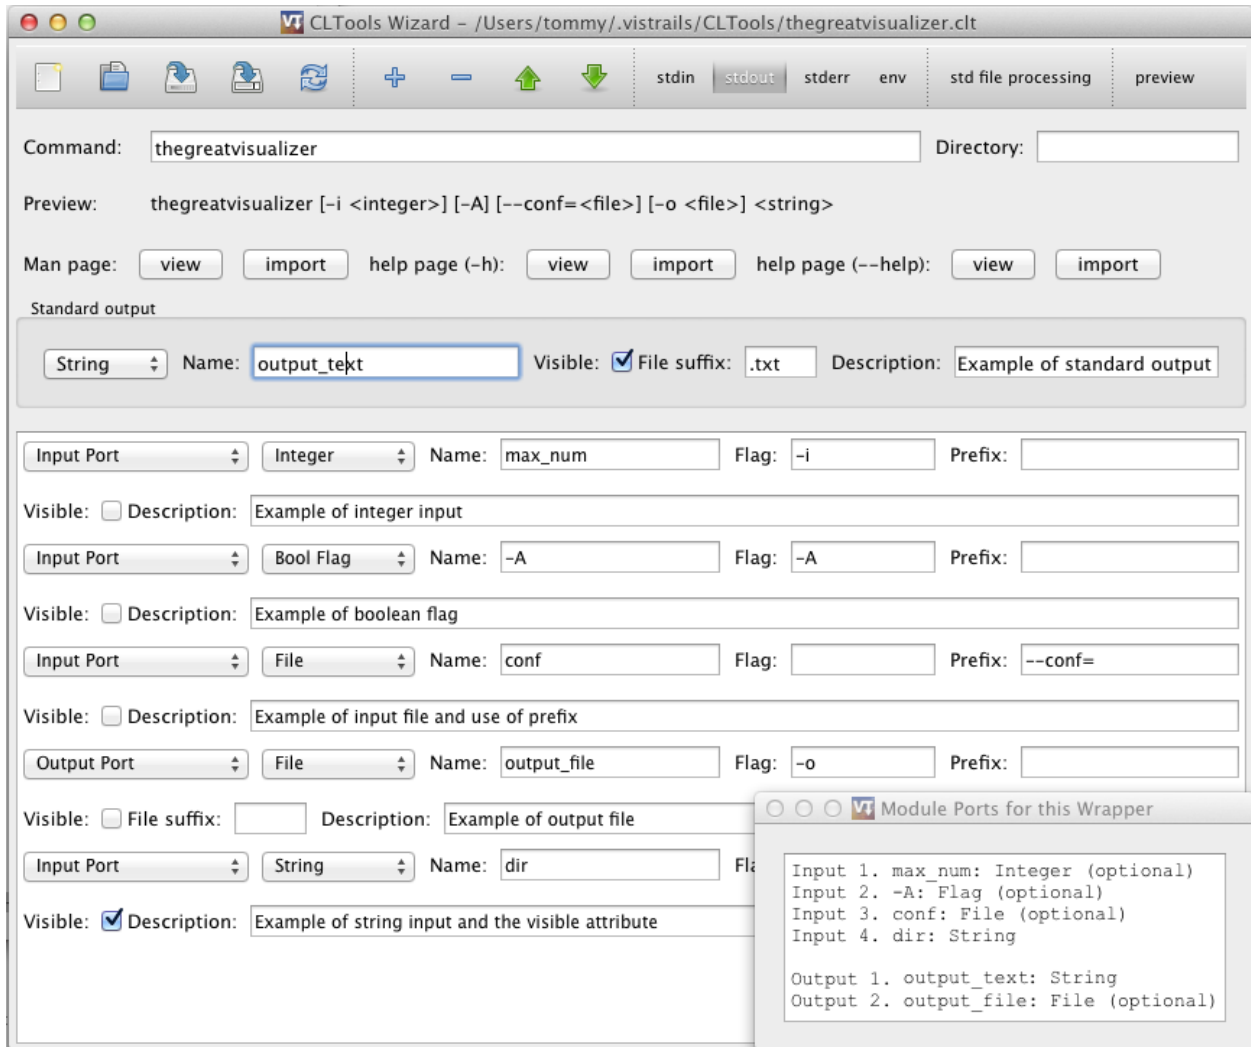 CLTools Wizard – /Users/tommy/.vistrails/CLTools/thegreatvisualizer.clt
stdin stdout stderr env std file processing preview
Command: thegreatvisualizer Directory:
Preview: thegreatvisualizer [-i <integer>] [-A] [--conf=<file>] [-o <file>] <string>
Man page: view import help page (-h): view import help page (--help): view import
Standard output
String Name: output_text Visible: File suffix: .txt Description: Example of standard output
Input Port Integer Name: max_num Flag: -i Prefix:
Visible: Description: Example of integer input
Input Port Bool Flag Name: -A Flag: -A Prefix:
Visible: Description: Example of boolean flag
Input Port File Name: conf Flag: Prefix: --conf=
Visible: Description: Example of input file and use of prefix
Output Port File Name: output_file Flag: -o Prefix:
Visible: File suffix: Description: Example of output file
Input Port String Name: dir
Visible: Description: Example of string input and the visible attribute
Module Ports for this Wrapper
Input 1. max_num: Integer (optional)
Input 2. -A: Flag (optional)
Input 3. conf: File (optional)
Input 4. dir: String
Output 1. output_text: String
Output 2. output_file: File (optional)